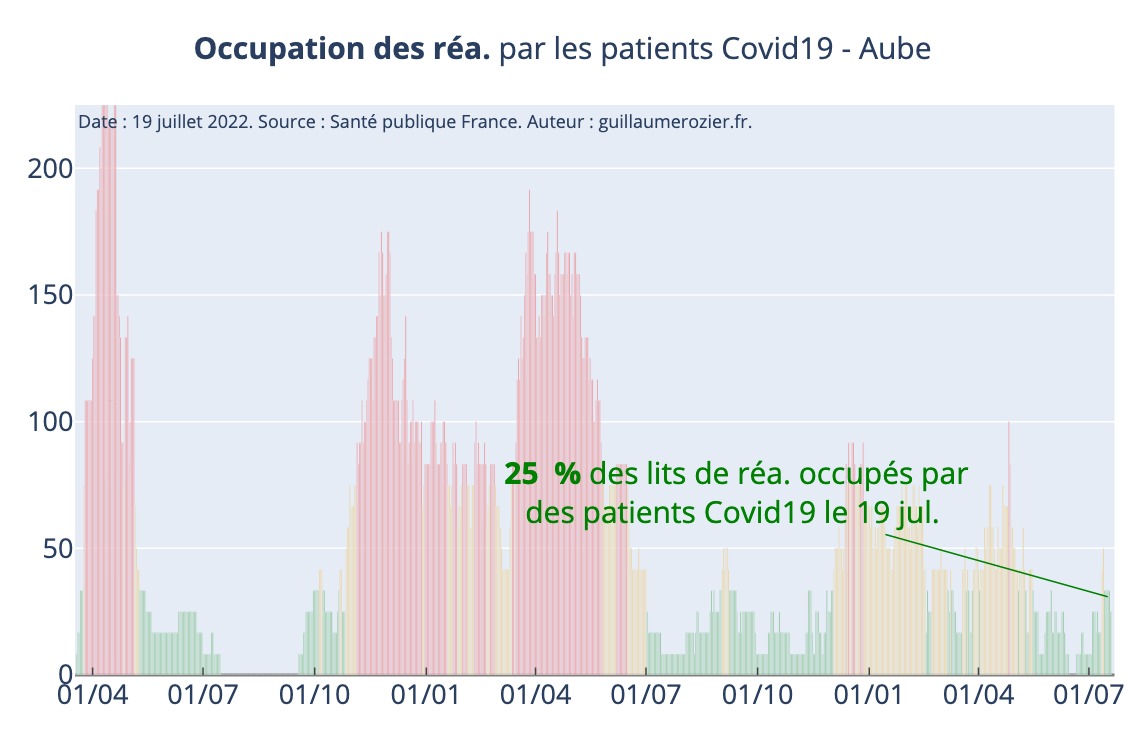 Occupation des réa. par les patients Covid19 - Aube
Date : 19 juillet 2022. Source : Santé publique France. Auteur : guillaumerozier.fr.
200
150
100
25 % des lits de réa. occupés par
des patients Covid19 le 19 jul.
50
0
01/04 01/07 01/10 01/01 01/04 01/07 01/10 01/01 01/04 01/07